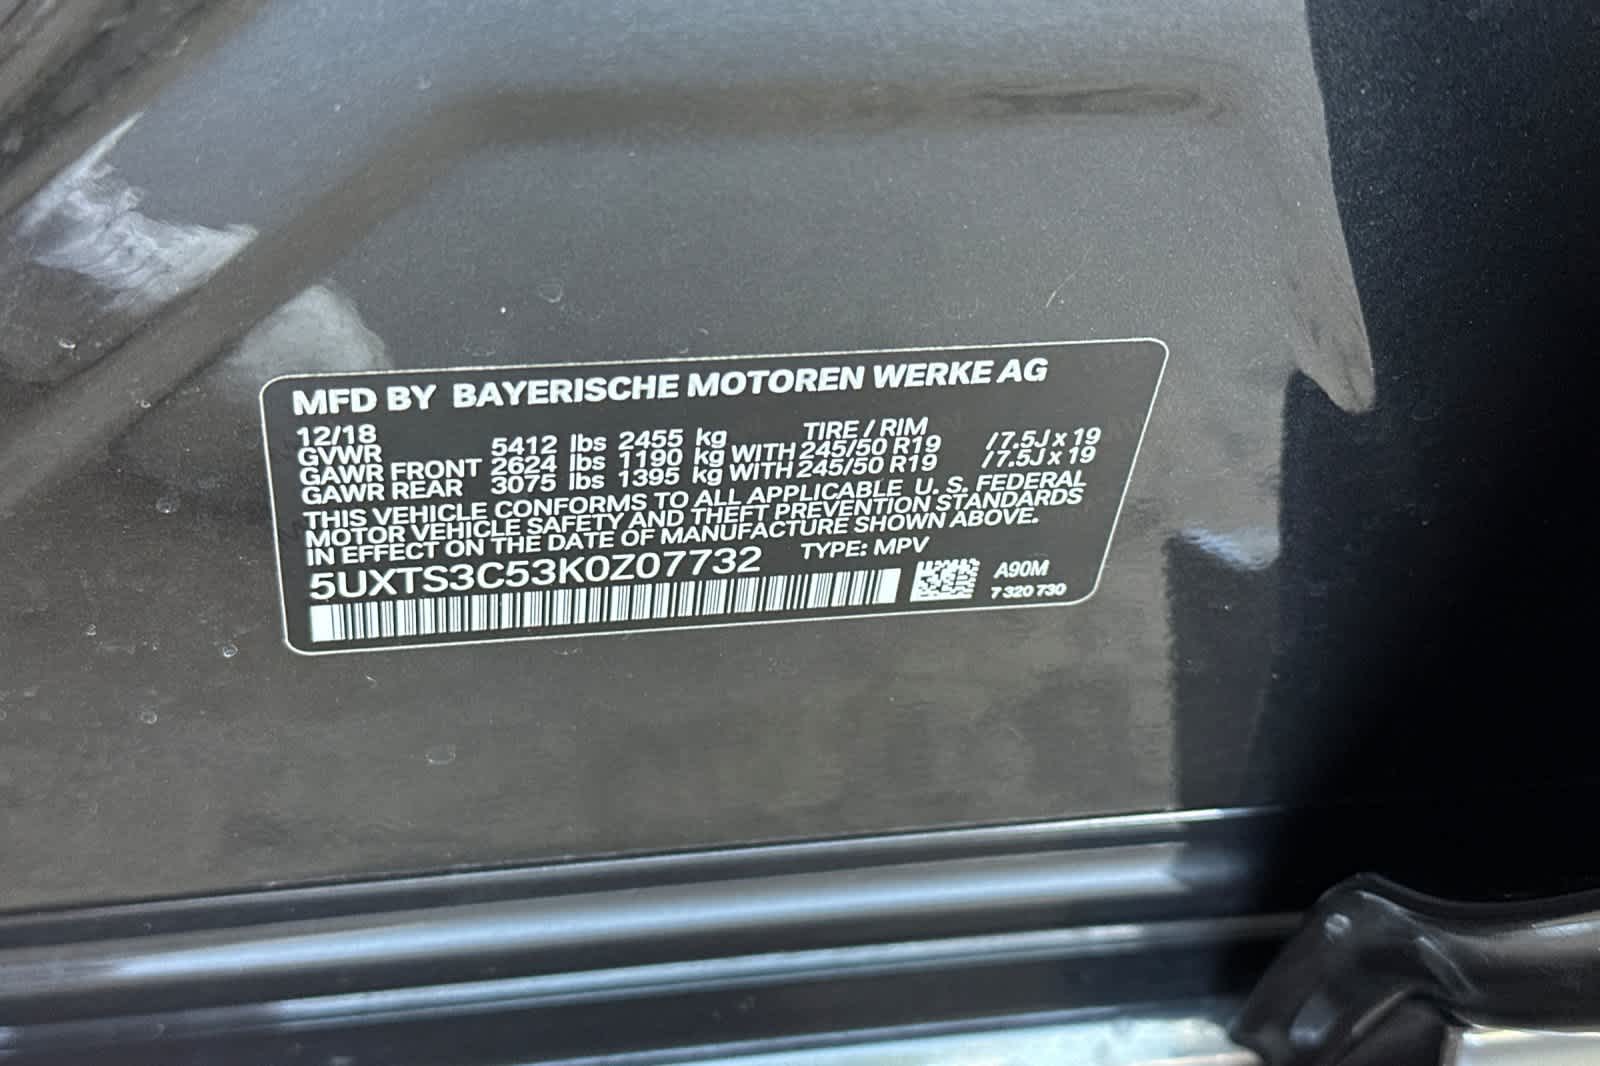 MFD BY BAYERISCHE MOTOREN WERKE AG
12/18 TIRE / RIM
GVWR 5412 lbs 2455 kg
GAWR FRONT 2624 lbs 1190 kg WITH 245/50 R19 / 7.5J x 19
GAWR REAR 3075 lbs 1395 kg WITH 245/50 R19 / 7.5J x 19
THIS VEHICLE CONFORMS TO ALL APPLICABLE U. S. FEDERAL
MOTOR VEHICLE SAFETY AND THEFT PREVENTION STANDARDS
IN EFFECT ON THE DATE OF MANUFACTURE SHOWN ABOVE.
5UXTS3C53K0Z07732 TYPE: MPV
A90M
7 320 730